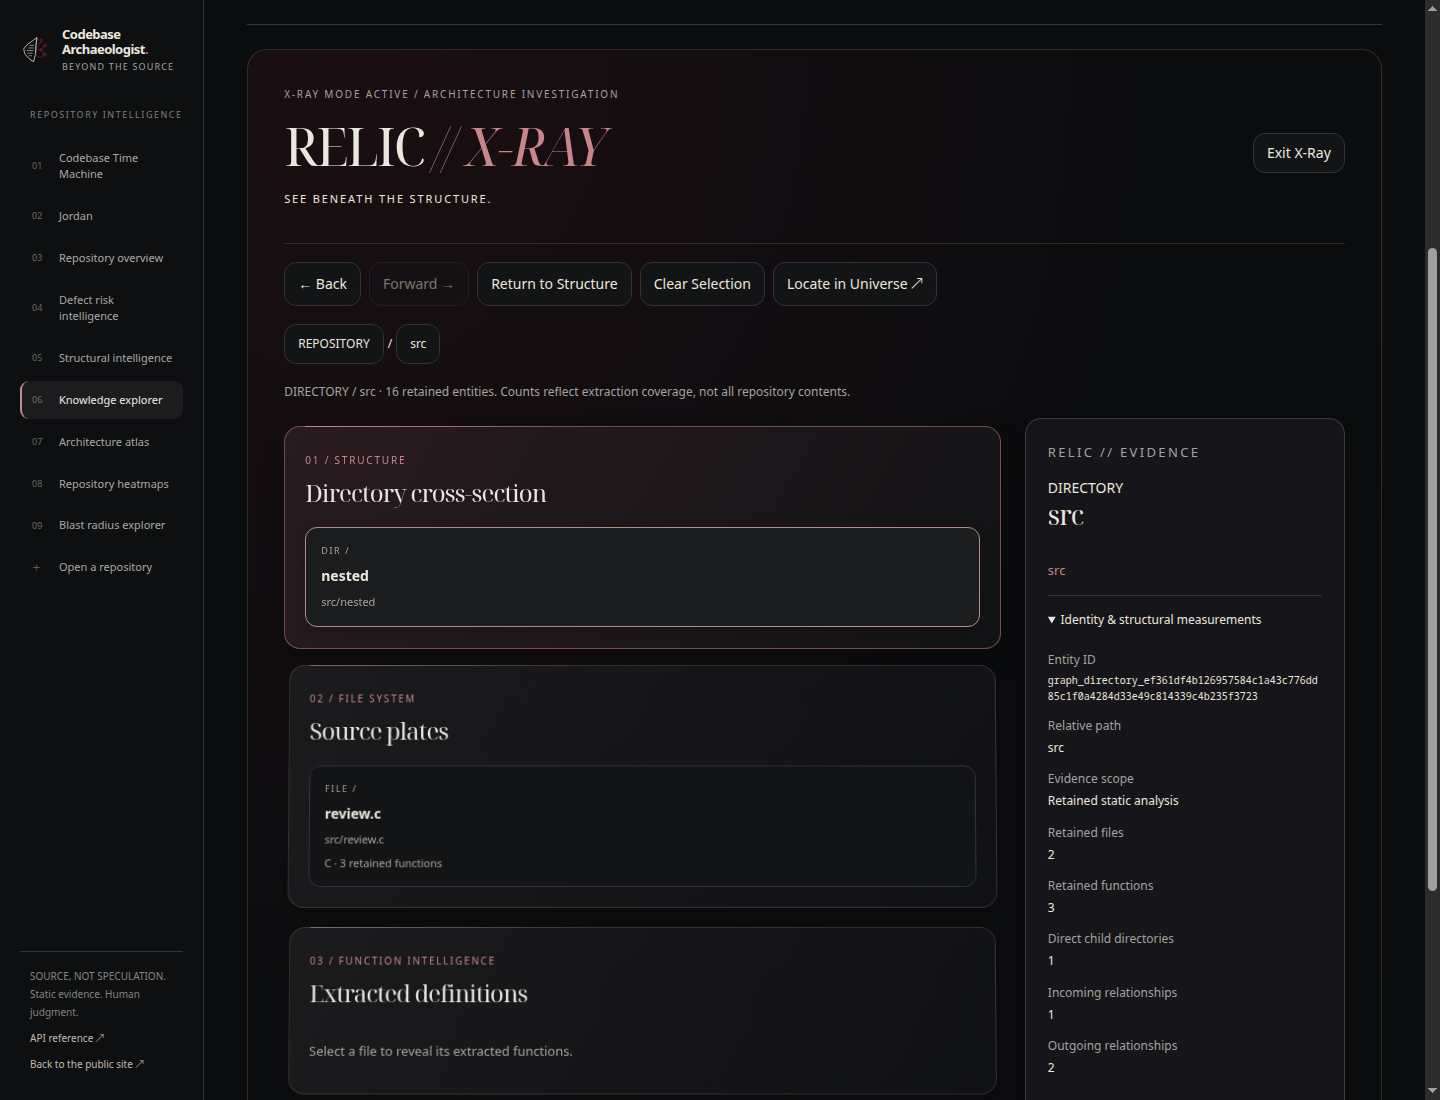 Codebase
Archaeologist.
BEYOND THE SOURCE
REPOSITORY INTELLIGENCE
01 Codebase Time
Machine
02 Jordan
03 Repository overview
04 Defect risk
intelligence
05 Structural intelligence
06 Knowledge explorer
07 Architecture atlas
08 Repository heatmaps
09 Blast radius explorer
+ Open a repository
SOURCE, NOT SPECULATION.
Static evidence. Human
judgment.
API reference ↗
Back to the public site ↗
X-RAY MODE ACTIVE / ARCHITECTURE INVESTIGATION
RELIC // X-RAY
SEE BENEATH THE STRUCTURE.
Exit X-Ray
← Back
Forward →
Return to Structure
Clear Selection
Locate in Universe ↗
REPOSITORY / src
DIRECTORY / src · 16 retained entities. Counts reflect extraction coverage, not all repository contents.
01 / STRUCTURE
Directory cross-section
DIR /
nested
src/nested
02 / FILE SYSTEM
Source plates
FILE /
review.c
src/review.c
C · 3 retained functions
03 / FUNCTION INTELLIGENCE
Extracted definitions
Select a file to reveal its extracted functions.
RELIC // EVIDENCE
DIRECTORY
src
src
▼ Identity & structural measurements
Entity ID
graph_directory_ef361df4b126957584c1a43c776dd
85c1f0a4284d33e49c814339c4b235f3723
Relative path
src
Evidence scope
Retained static analysis
Retained files
2
Retained functions
3
Direct child directories
1
Incoming relationships
1
Outgoing relationships
2